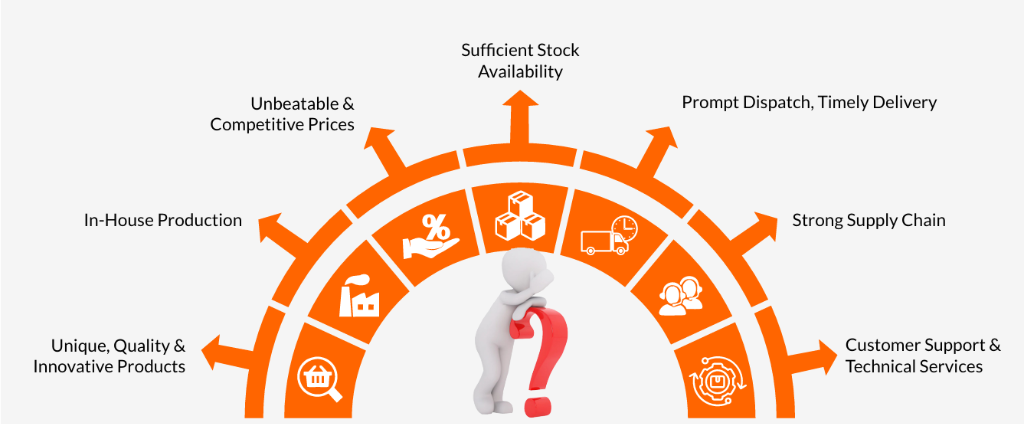 Sufficient Stock
Availability
Unbeatable &
Competitive Prices
Prompt Dispatch, Timely Delivery
In-House Production
Strong Supply Chain
Unique, Quality &
Innovative Products
Customer Support &
Technical Services
%
?